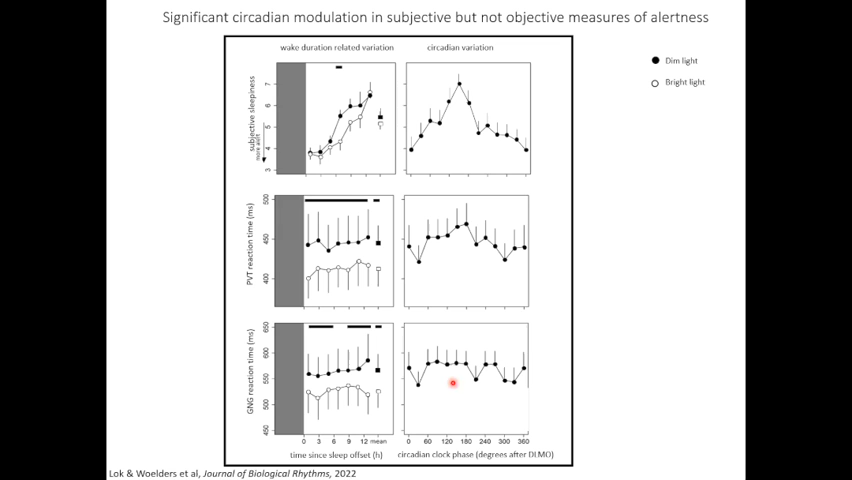 Significant circadian modulation in subjective but not objective measures of alertness
wake duration related variation
circadian variation
Dim light
Bright light
subjective sleepiness
more alert
7
6
5
4
3
PVT reaction time (ms)
500
450
400
GNG reaction time (ms)
650
600
550
500
450
0 3 6 9 12 mean
0 60 120 180 240 300 360
time since sleep offset (h)
circadian clock phase (degrees after DLMO)
Lok & Woelders et al, Journal of Biological Rhythms, 2022